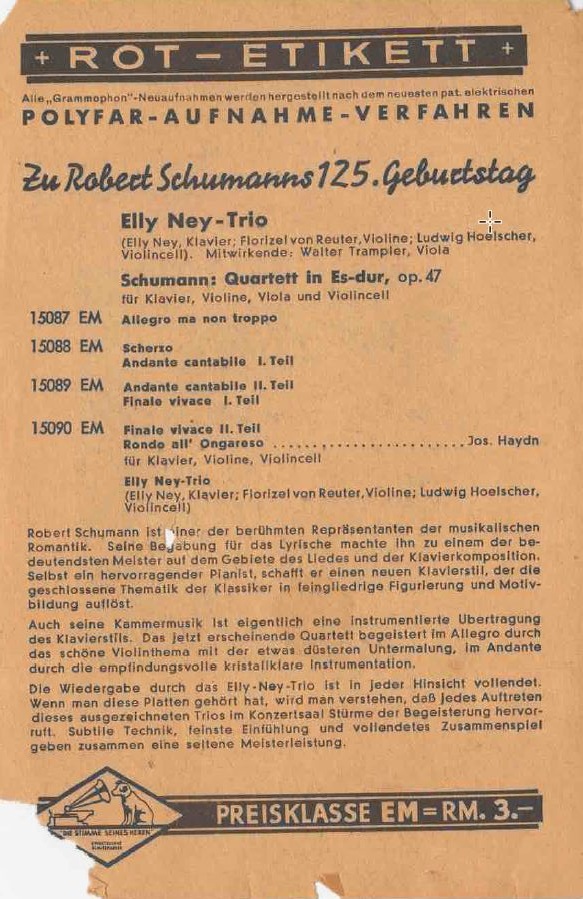 + ROT – ETIKETT +
Alle „Grammophon"-Neuaufnahmen werden hergestellt nach dem neuesten pat. elektrischen
POLYFAR-AUFNAHME-VERFAHREN
Zu Robert Schumanns 125. Geburtstag
Elly Ney-Trio
(Elly Ney, Klavier; Florizel von Reuter, Violine; Ludwig Hoelscher,
Violincell). Mitwirkende: Walter Trampler, Viola
Schumann: Quartett in Es-dur, op. 47
für Klavier, Violine, Viola und Violincell
15087 EM Allegro ma non troppo
15088 EM Scherzo
Andante cantabile I. Teil
15089 EM Andante cantabile II. Teil
Finale vivace I. Teil
15090 EM Finale vivace II. Teil
Rondo all' Ongareso ........................ Jos. Haydn
für Klavier, Violine, Violincell
Elly Ney-Trio
(Elly Ney, Klavier; Florizel von Reuter, Violine; Ludwig Hoelscher,
Violincell)
Robert Schumann ist einer der berühmten Repräsentanten der musikalischen
Romantik. Seine Begabung für das Lyrische machte ihn zu einem der be-
deutendsten Meister auf dem Gebiete des Liedes und der Klavierkomposition.
Selbst ein hervorragender Pianist, schafft er einen neuen Klavierstil, der die
geschlossene Thematik der Klassiker in feingliedrige Figurierung und Motiv-
bildung auflöst.
Auch seine Kammermusik ist eigentlich eine instrumentierte Übertragung
des Klavierstils. Das jetzt erscheinende Quartett begeistert im Allegro durch
das schöne Violinthema mit der etwas düsteren Untermalung, im Andante
durch die empfindungsvolle kristallklare Instrumentation.
Die Wiedergabe durch das Elly-Ney-Trio ist in jeder Hinsicht vollendet.
Wenn man diese Platten gehört hat, wird man verstehen, daß jedes Auftreten
dieses ausgezeichneten Trios im Konzertsaal Stürme der Begeisterung hervor-
ruft. Subtile Technik, feinste Einfühlung und vollendetes Zusammenspiel
geben zusammen eine seltene Meisterleistung.
"DIE STIMME SEINES HERRN"
PREISKLASSE EM = RM. 3.–